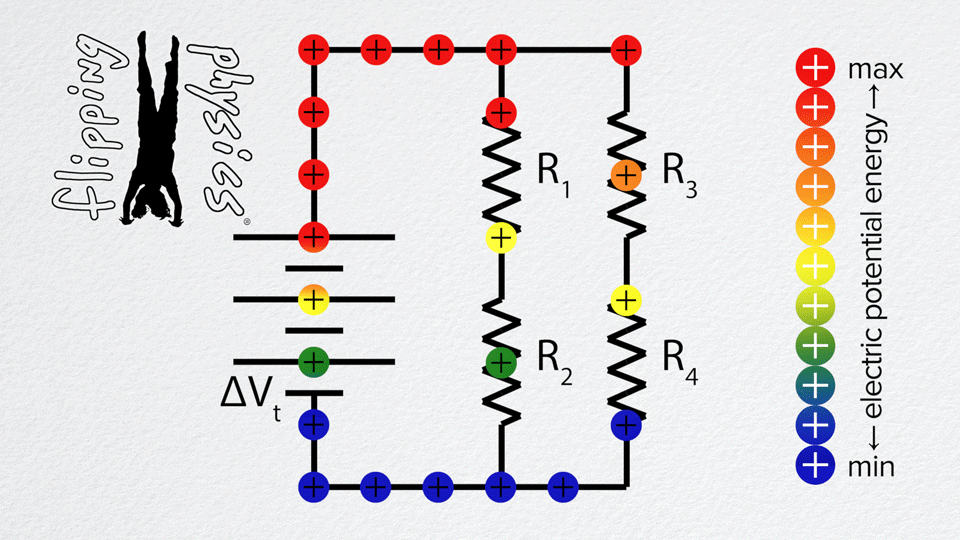 flipping
physics
®
R1
R3
R2
R4
ΔVt
max
← electric potential energy →
min